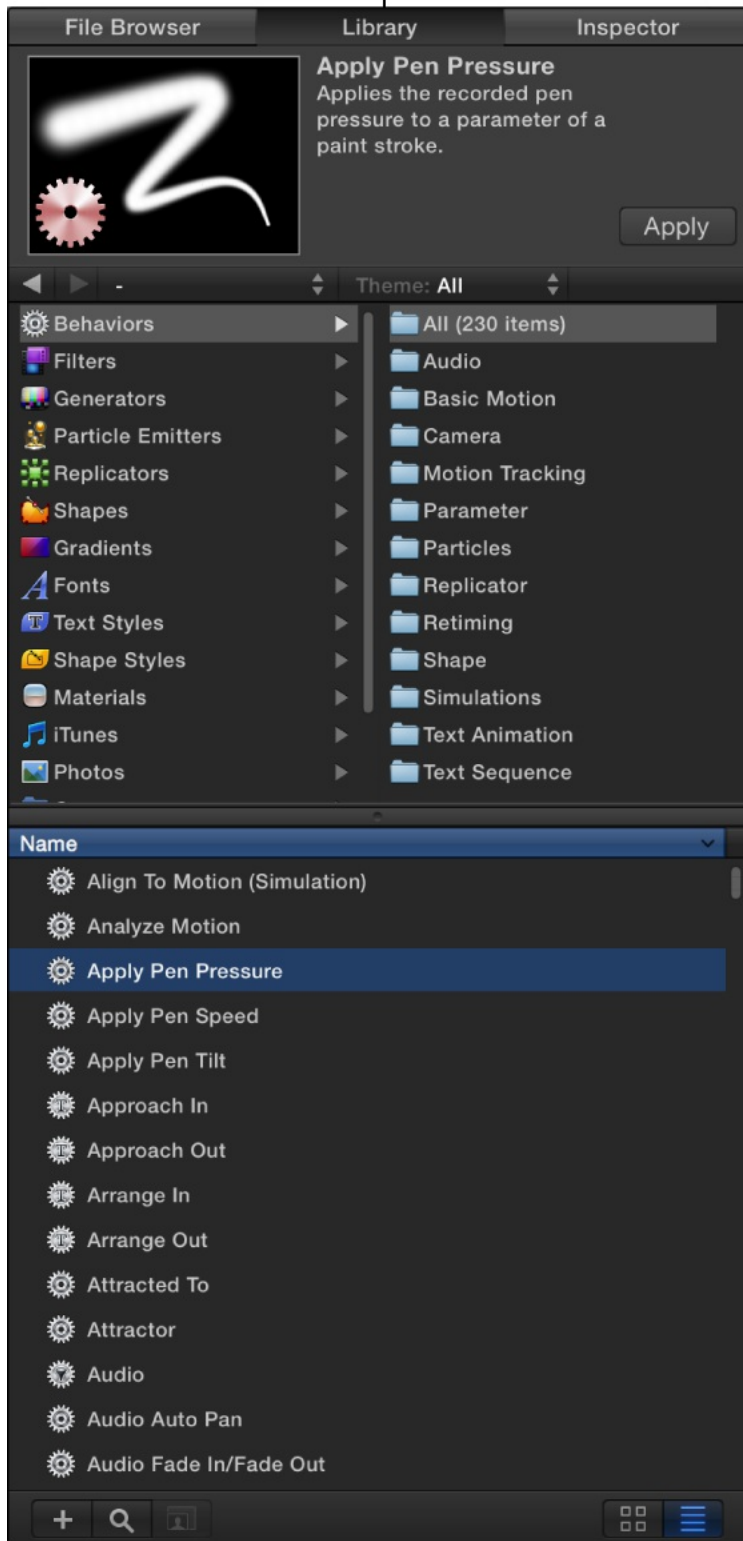 File Browser
Library
Inspector
Apply Pen Pressure
Applies the recorded pen
pressure to a parameter of a
paint stroke.
Apply
-
Theme: All
Behaviors
Filters
Generators
Particle Emitters
Replicators
Shapes
Gradients
Fonts
Text Styles
Shape Styles
Materials
iTunes
Photos
All (230 items)
Audio
Basic Motion
Camera
Motion Tracking
Parameter
Particles
Replicator
Retiming
Shape
Simulations
Text Animation
Text Sequence
Name
Align To Motion (Simulation)
Analyze Motion
Apply Pen Pressure
Apply Pen Speed
Apply Pen Tilt
Approach In
Approach Out
Arrange In
Arrange Out
Attracted To
Attractor
Audio
Audio Auto Pan
Audio Fade In/Fade Out